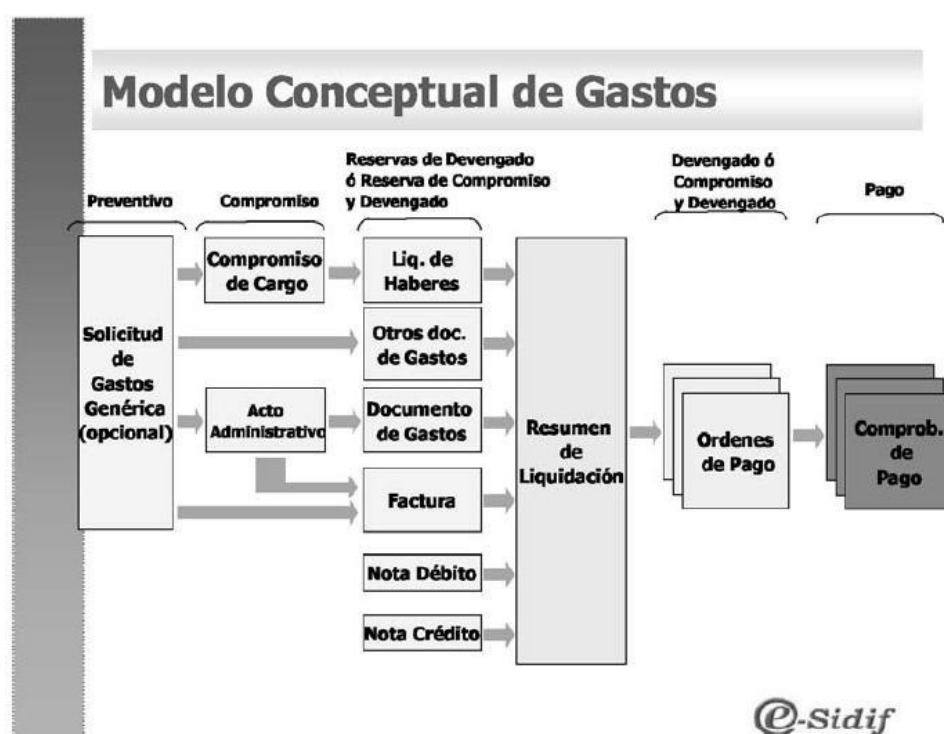 Modelo Conceptual de Gastos
Preventivo
Compromiso
Reservas de Devengado
ó Reserva de Compromiso
y Devengado
Devengado ó
Compromiso
y Devengado
Pago
Solicitud
de
Gastos
Genérica
(opcional)
Compromiso
de Cargo
Acto
Administrativo
Liq. de
Haberes
Otros doc.
de Gastos
Documento
de Gastos
Factura
Nota Débito
Nota Crédito
Resumen
de
Liquidación
Ordenes
de Pago
Comprob.
de
Pago
e-Sidif